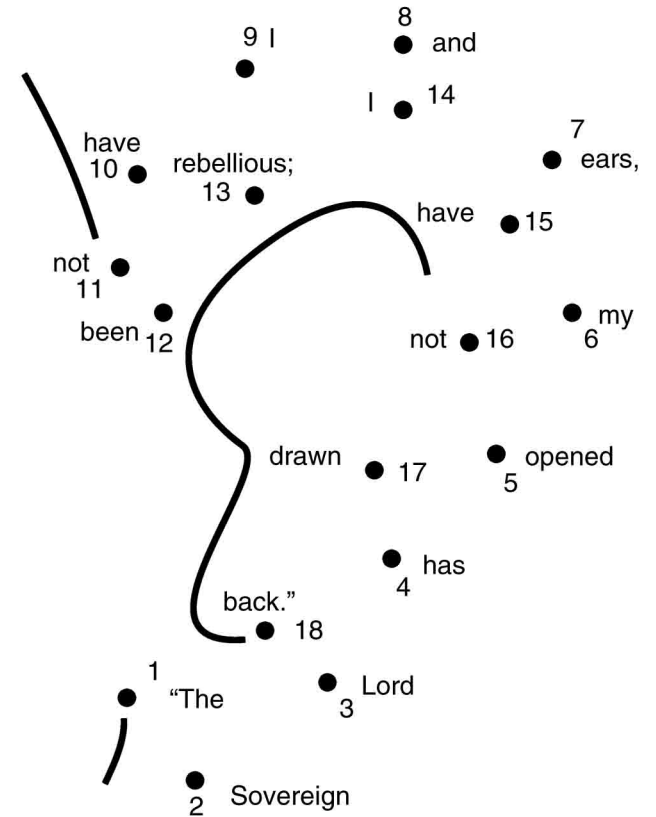 8
9 I
and
I 14
7
have
10
rebellious;
13
ears,
have 15
not
11
been 12
my
6
not 16
drawn 17
opened
5
has
4
back.”
18
1
“The
Lord
3
Sovereign
2